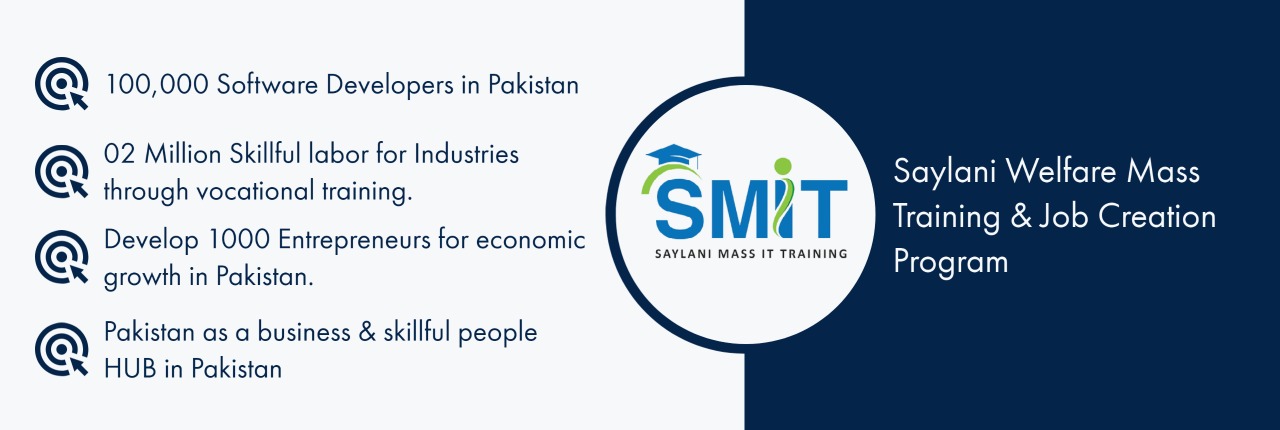 100,000 Software Developers in Pakistan
02 Million Skillful labor for Industries
through vocational training.
Develop 1000 Entrepreneurs for economic
growth in Pakistan.
Pakistan as a business & skillful people
HUB in Pakistan
SMiT
SAYLANI MASS IT TRAINING
Saylani Welfare Mass
Training & Job Creation
Program